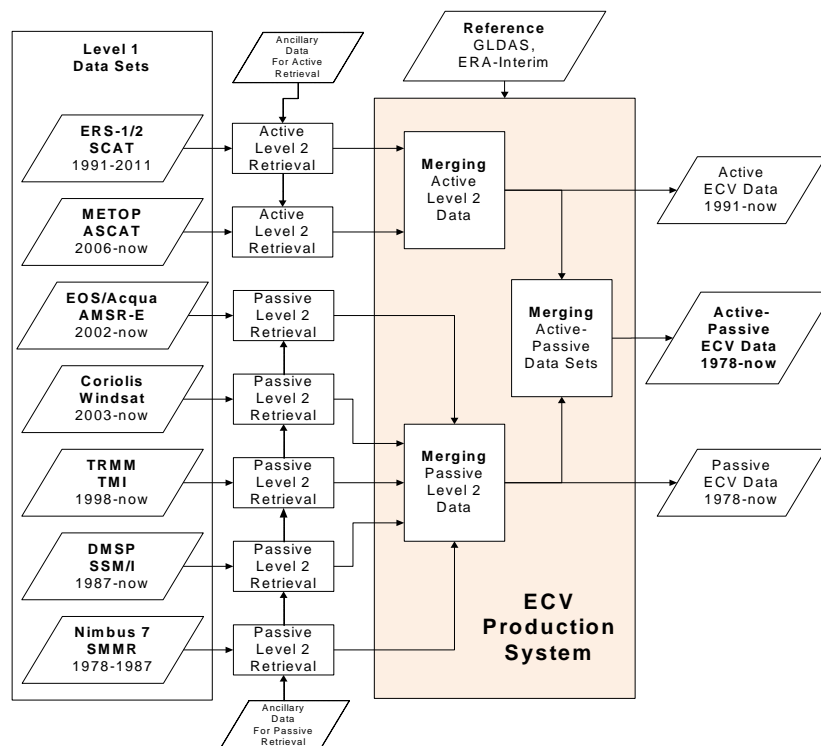 Level 1
Data Sets
Ancillary
Data
For Active
Retrieval
Reference
GLDAS,
ERA-Interim
ERS-1/2
SCAT
1991-2011
Active
Level 2
Retrieval
Merging
Active
Level 2
Data
Active
ECV Data
1991-now
METOP
ASCAT
2006-now
Active
Level 2
Retrieval
EOS/Acqua
AMSR-E
2002-now
Passive
Level 2
Retrieval
Merging
Active-
Passive
Data Sets
Active-
Passive
ECV Data
1978-now
Coriolis
Windsat
2003-now
Passive
Level 2
Retrieval
Merging
Passive
Level 2
Data
TRMM
TMI
1998-now
Passive
Level 2
Retrieval
Passive
ECV Data
1978-now
DMSP
SSM/I
1987-now
Passive
Level 2
Retrieval
Nimbus 7
SMMR
1978-1987
Passive
Level 2
Retrieval
ECV
Production
System
Ancillary
Data
For Passive
Retrieval